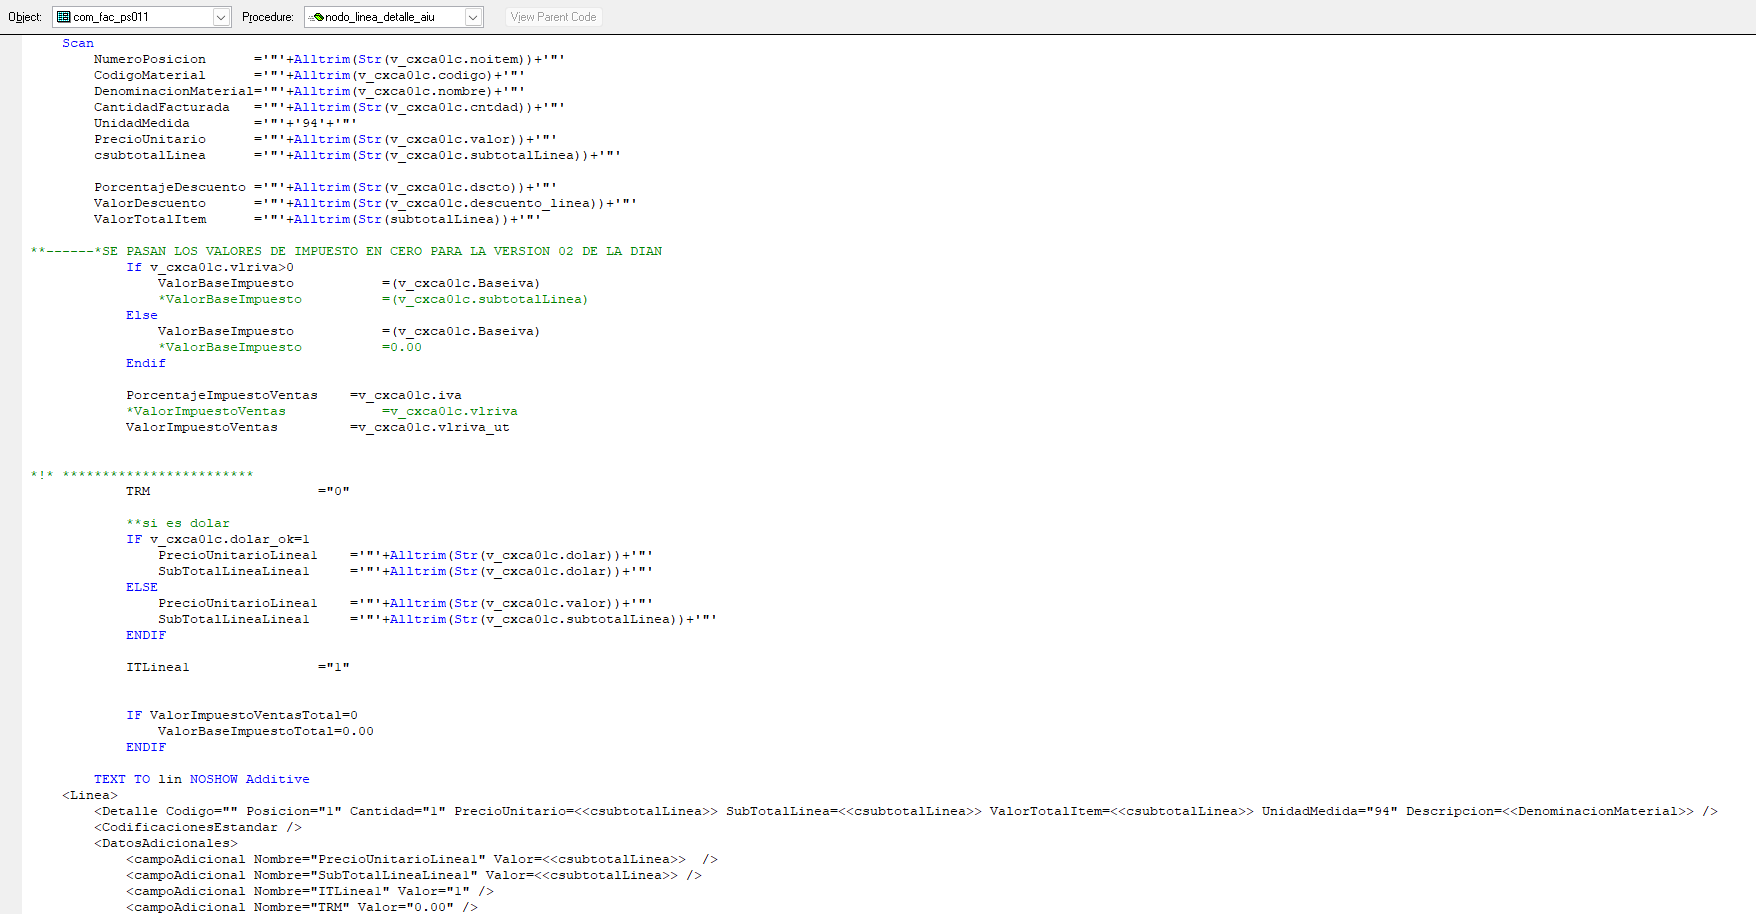 Object: com_fac_ps011 Procedure: nodo_linea_detalle_aiu View Parent Code
Scan
NumeroPosicion ='"'+Alltrim(Str(v_cxca01c.noitem))+'"'
CodigoMaterial ='"'+Alltrim(v_cxca01c.codigo)+'"'
DenominacionMaterial='"'+Alltrim(v_cxca01c.nombre)+'"'
CantidadFacturada ='"'+Alltrim(Str(v_cxca01c.cntdad))+'"'
UnidadMedida ='"'+'94'+'"'
PrecioUnitario ='"'+Alltrim(Str(v_cxca01c.valor))+'"'
csubtotalLinea ='"'+Alltrim(Str(v_cxca01c.subtotalLinea))+'"'
PorcentajeDescuento ='"'+Alltrim(Str(v_cxca01c.dscto))+'"'
ValorDescuento ='"'+Alltrim(Str(v_cxca01c.descuento_linea))+'"'
ValorTotalItem ='"'+Alltrim(Str(subtotalLinea))+'"'
**------*SE PASAN LOS VALORES DE IMPUESTO EN CERO PARA LA VERSION 02 DE LA DIAN
If v_cxca01c.vlriva>0
ValorBaseImpuesto =(v_cxca01c.Baseiva)
*ValorBaseImpuesto =(v_cxca01c.subtotalLinea)
Else
ValorBaseImpuesto =(v_cxca01c.Baseiva)
*ValorBaseImpuesto =0.00
Endif
PorcentajeImpuestoVentas =v_cxca01c.iva
*ValorImpuestoVentas =v_cxca01c.vlriva
ValorImpuestoVentas =v_cxca01c.vlriva_ut
*!* ************************
TRM ="0"
**si es dolar
IF v_cxca01c.dolar_ok=1
PrecioUnitarioLinea1 ='"'+Alltrim(Str(v_cxca01c.dolar))+'"'
SubTotalLineaLinea1 ='"'+Alltrim(Str(v_cxca01c.dolar))+'"'
ELSE
PrecioUnitarioLinea1 ='"'+Alltrim(Str(v_cxca01c.valor))+'"'
SubTotalLineaLinea1 ='"'+Alltrim(Str(v_cxca01c.subtotalLinea))+'"'
ENDIF
ITLinea1 ="1"
IF ValorImpuestoVentasTotal=0
ValorBaseImpuestoTotal=0.00
ENDIF
TEXT TO lin NOSHOW Additive
<Linea>
<Detalle Codigo="" Posicion="1" Cantidad="1" PrecioUnitario=<<csubtotalLinea>> SubTotalLinea=<<csubtotalLinea>> ValorTotalItem=<<csubtotalLinea>> UnidadMedida="94" Descripcion=<<DenominacionMaterial>> />
<CodificacionesEstandar />
<DatosAdicionales>
<campoAdicional Nombre="PrecioUnitarioLinea1" Valor=<<csubtotalLinea>> />
<campoAdicional Nombre="SubTotalLineaLinea1" Valor=<<csubtotalLinea>> />
<campoAdicional Nombre="ITLinea1" Valor="1" />
<campoAdicional Nombre="TRM" Valor="0.00" />